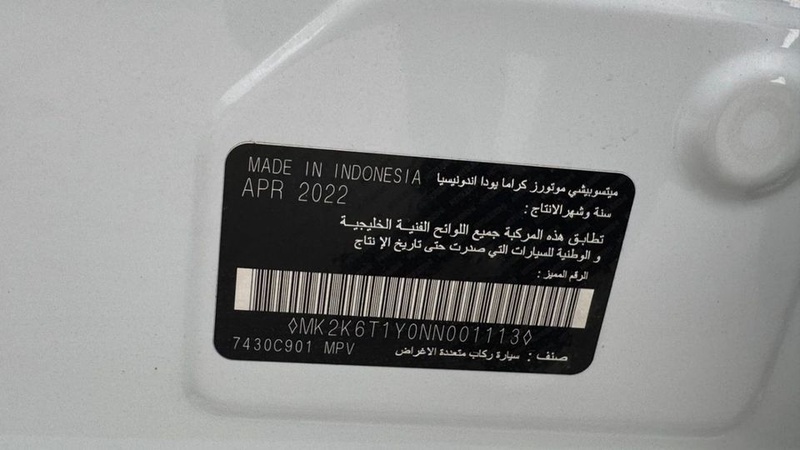 MADE IN INDONESIA ميتسوبيشي موتورز كراما يودا اندونيسيا
APR 2022 سنة وشهر الانتاج :
تطابق هذه المركبة جميع اللوائح الفنية الخليجية
و الوطنية للسيارات التي صدرت حتى تاريخ الإ نتاج
الرقم المميز :
◊MK2K6T1Y0NN001113◊
7430C901 MPV صنف : سيارة ركاب متعددة الاغراض